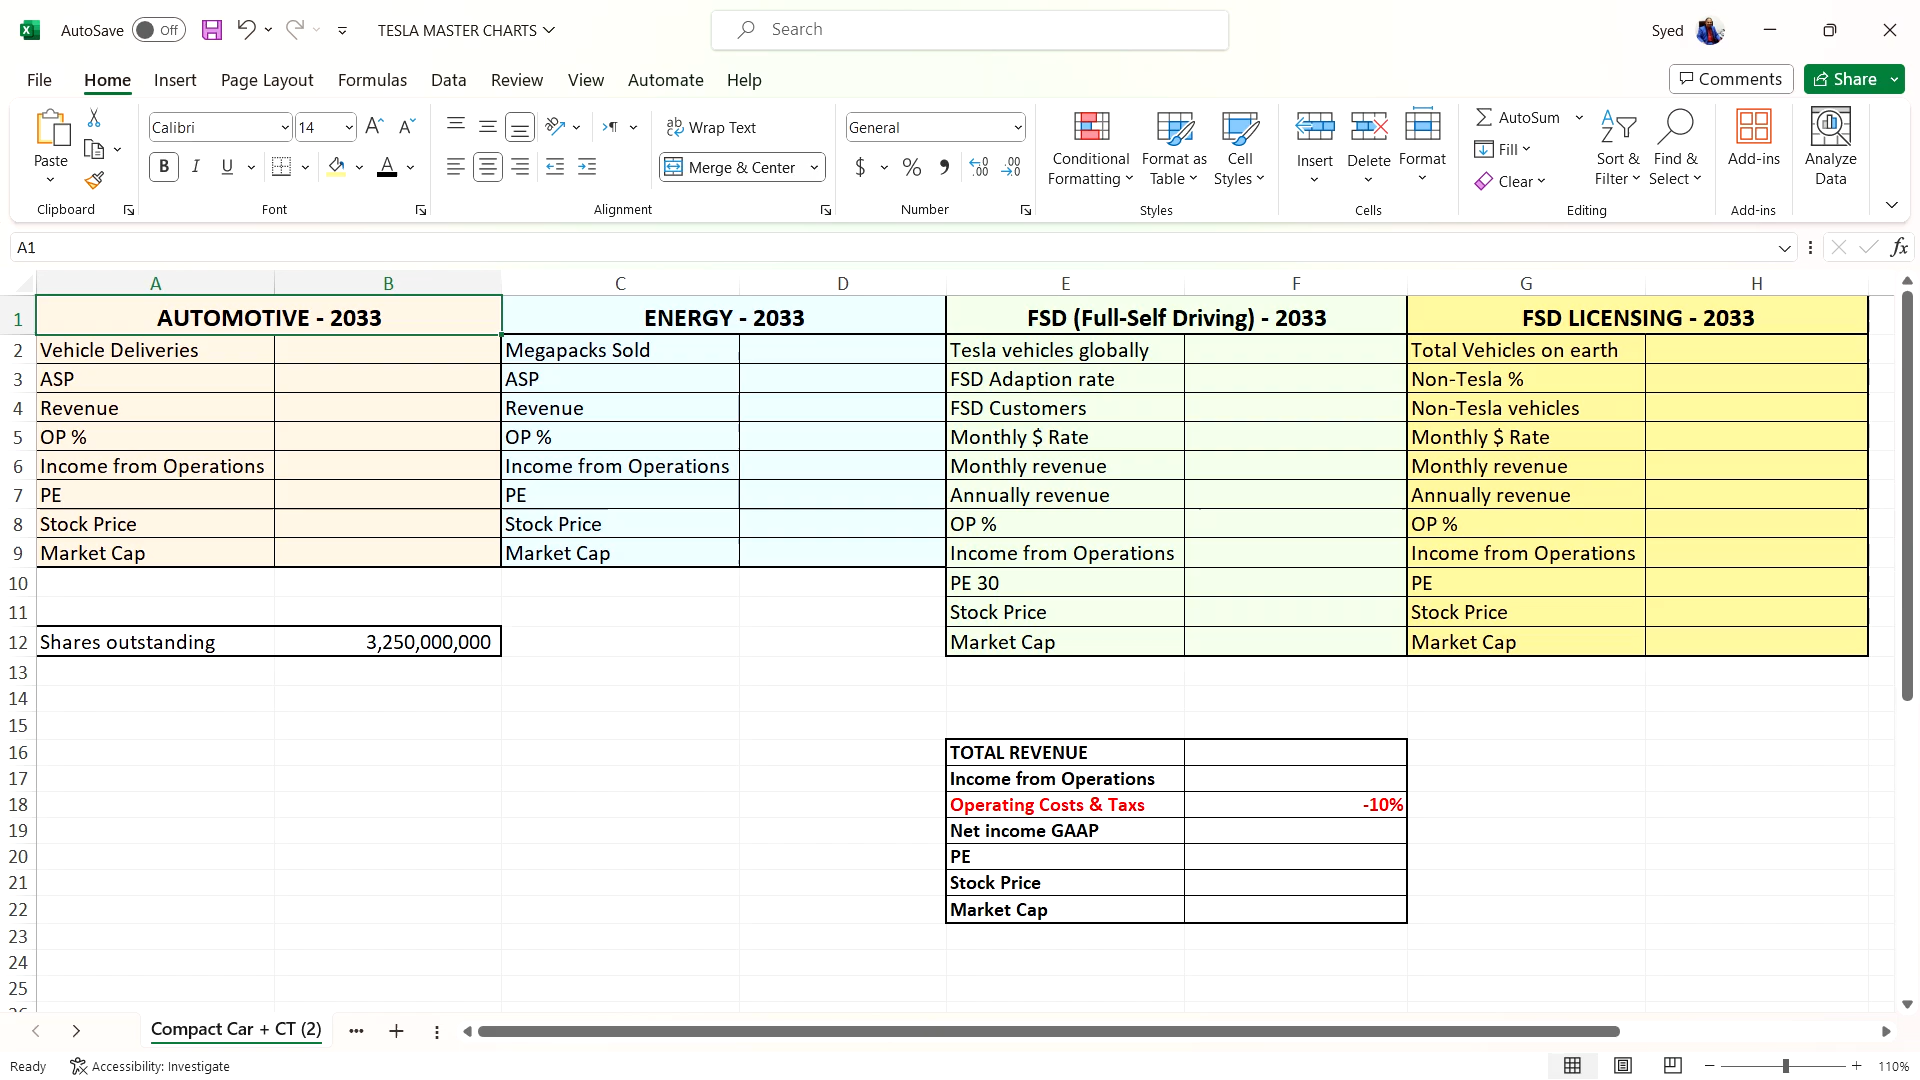 AutoSave Off TESLA MASTER CHARTS Search Syed
File Home Insert Page Layout Formulas Data Review View Automate Help Comments Share
Paste
Clipboard
Calibri 14
B I U A
Font
Wrap Text
Merge & Center
Alignment
General
$ % , .00 .00
Number
Conditional Formatting
Format as Table
Cell Styles
Styles
Insert Delete Format
Cells
AutoSum
Fill
Clear
Sort & Filter
Find & Select
Editing
Add-ins
Add-ins
Analyze Data
A1 fx
A B C D E F G H
1 AUTOMOTIVE - 2033 ENERGY - 2033 FSD (Full-Self Driving) - 2033 FSD LICENSING - 2033
2 Vehicle Deliveries Megapacks Sold Tesla vehicles globally Total Vehicles on earth
3 ASP ASP FSD Adaption rate Non-Tesla %
4 Revenue Revenue FSD Customers Non-Tesla vehicles
5 OP % OP % Monthly $ Rate Monthly $ Rate
6 Income from Operations Income from Operations Monthly revenue Monthly revenue
7 PE PE Annually revenue Annually revenue
8 Stock Price Stock Price OP % OP %
9 Market Cap Market Cap Income from Operations Income from Operations
10 PE 30 PE
11 Stock Price Stock Price
12 Shares outstanding 3,250,000,000 Market Cap Market Cap
13
14
15
16 TOTAL REVENUE
17 Income from Operations
18 Operating Costs & Taxs -10%
19 Net income GAAP
20 PE
21 Stock Price
22 Market Cap
23
24
25
Compact Car + CT (2)
Ready Accessibility: Investigate 110%